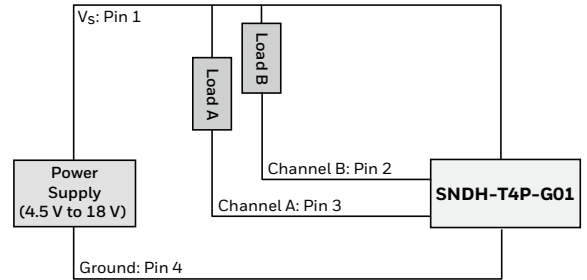 Vs: Pin 1
Load A
Load B
Channel B: Pin 2
Power
Supply
(4.5 V to 18 V)
SNDH-T4P-G01
Channel A: Pin 3
Ground: Pin 4